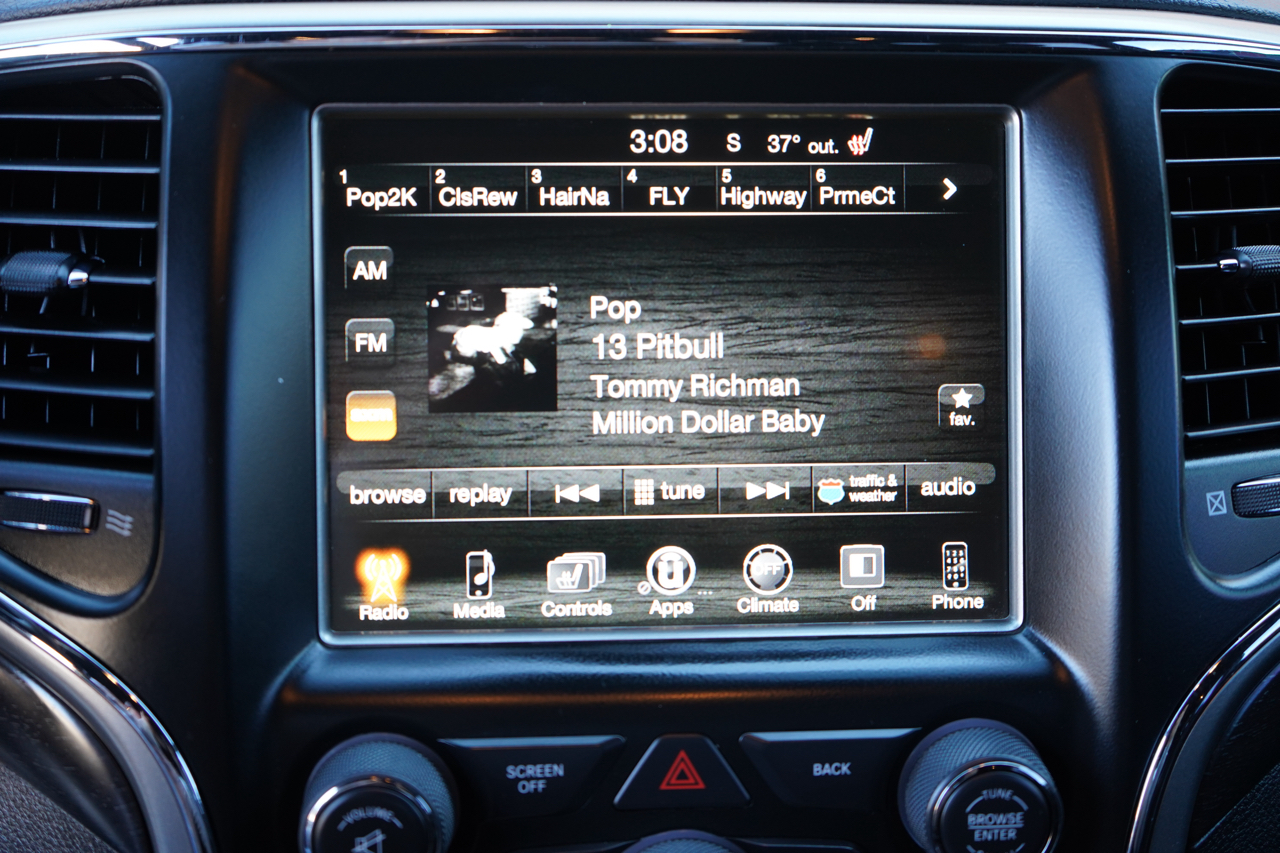 3:08 S 37° out.
1 Pop2K 2 ClsRew 3 HairNa 4 FLY 5 Highway 6 PrmeCt
AM
FM
Pop
13 Pitbull
Tommy Richman
Million Dollar Baby
fav.
browse replay tune traffic & weather audio
OFF
Radio Media Controls Apps ... Climate Off Phone
SCREEN OFF
BACK
VOLUME
TUNE
BROWSE
ENTER